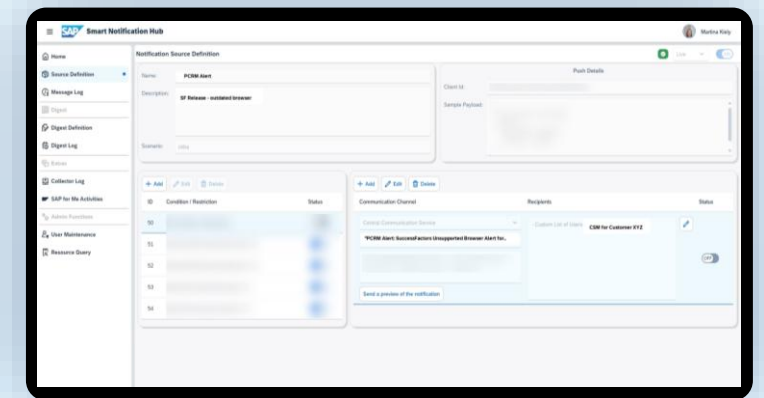 SAP Smart Notification Hub
Martina Kiely
Home
Source Definition
Message Log
Digest
Digest Definition
Digest Log
Extras
Collector Log
SAP for Me Activities
Admin Functions
User Maintenance
Resource Query
Notification Source Definition
Live
Name:
PCRM Alert
Description:
SF Release - outdated browser
Scenario:
Push Details
Client Id:
Sample Payload:
+ Add Edit Delete
ID Condition / Restriction Status
50
51
52
53
54
+ Add Edit Delete
Communication Channel Recipients Status
Central Communication Service
Custom List of Users CSM for Customer XYZ
"PCRM Alert: SuccessFactors Unsupported Browser Alert for..
OFF
Send a preview of the notification